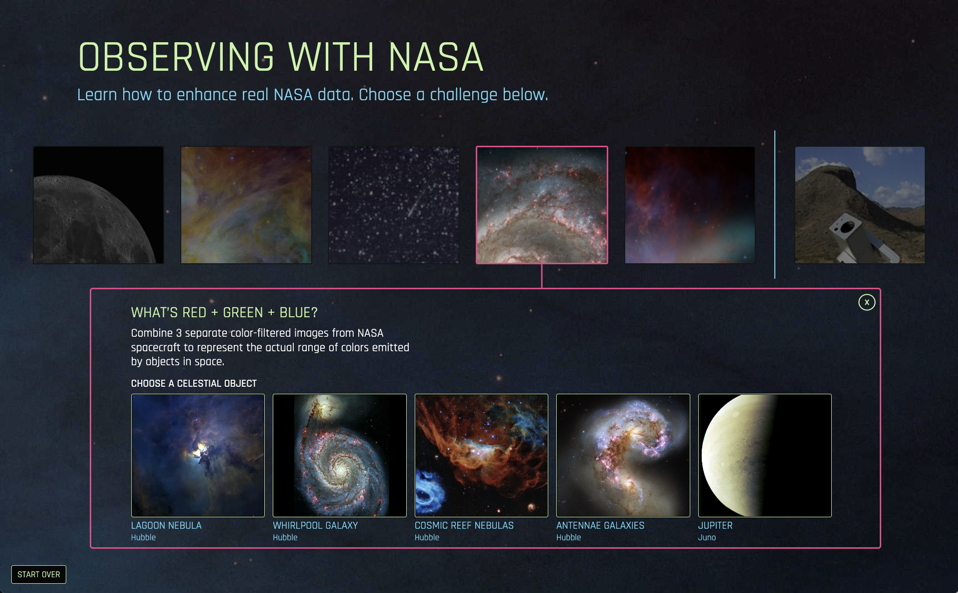 OBSERVING WITH NASA
Learn how to enhance real NASA data. Choose a challenge below.
X
WHAT'S RED + GREEN + BLUE?
Combine 3 separate color-filtered images from NASA
spacecraft to represent the actual range of colors emitted
by objects in space.
CHOOSE A CELESTIAL OBJECT
LAGOON NEBULA
Hubble
WHIRLPOOL GALAXY
Hubble
COSMIC REEF NEBULAS
Hubble
ANTENNAE GALAXIES
Hubble
JUPITER
Juno
START OVER